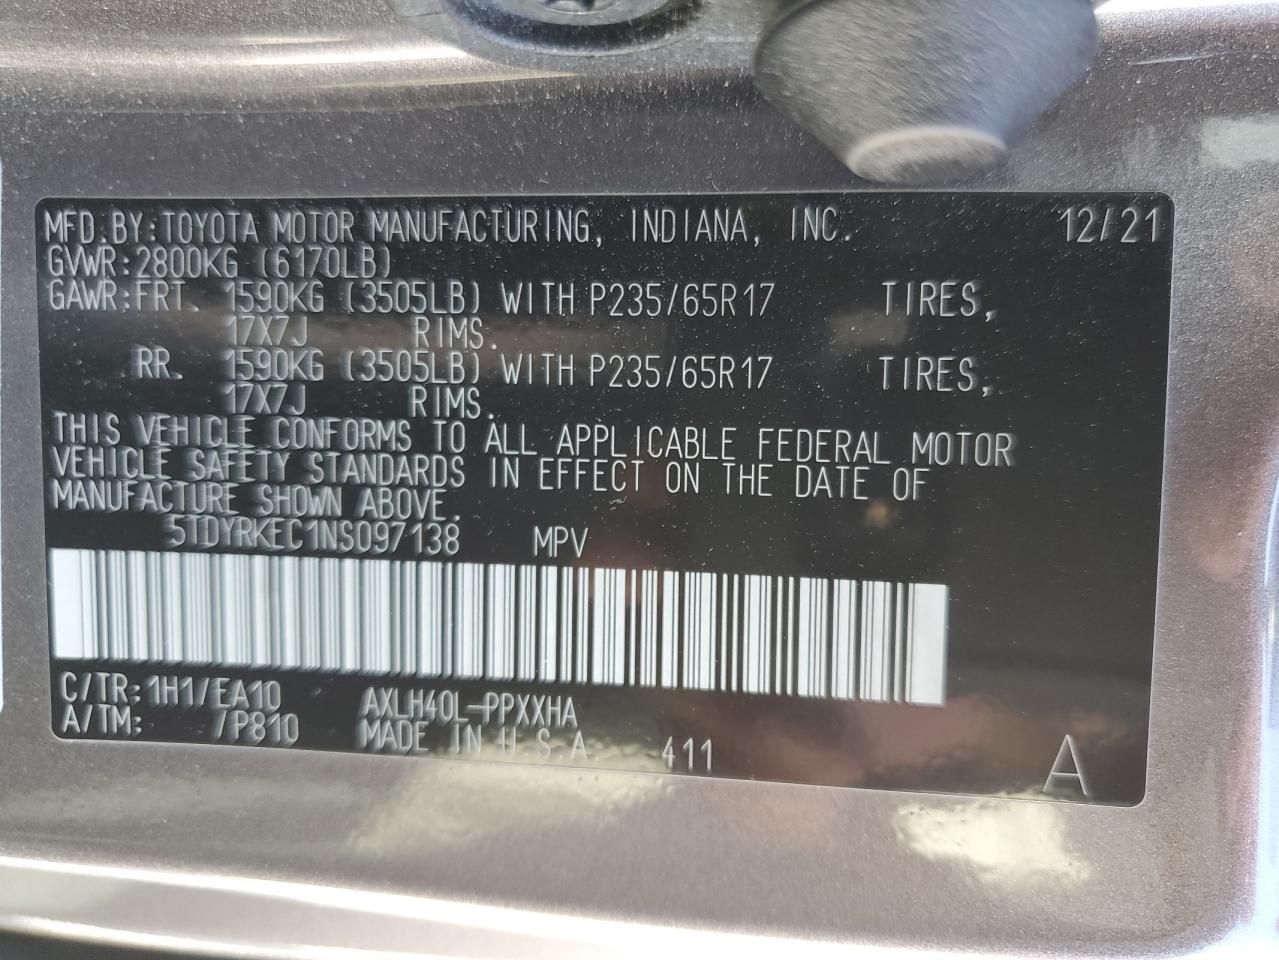 MFD.BY:TOYOTA MOTOR MANUFACTURING, INDIANA, INC. 12/21
GVWR:2800KG (6170LB)
GAWR:FRT. 1590KG (3505LB) WITH P235/65R17 TIRES,
17X7J RIMS.
RR. 1590KG (3505LB) WITH P235/65R17 TIRES,
17X7J RIMS.
THIS VEHICLE CONFORMS TO ALL APPLICABLE FEDERAL MOTOR
VEHICLE SAFETY STANDARDS IN EFFECT ON THE DATE OF
MANUFACTURE SHOWN ABOVE.
5TDYRKEC1NS097138 MPV
C/TR:1H1/EA10 AXLH40L-PPXXHA
A/TM: /P810 MADE IN U.S.A. 411 A